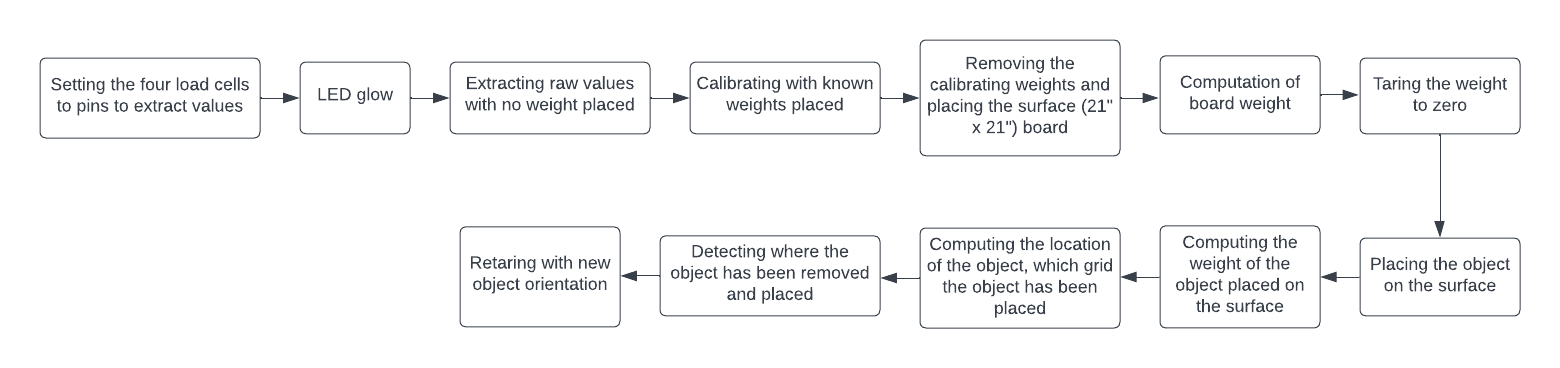 Setting the four load cells
to pins to extract values
LED glow
Extracting raw values
with no weight placed
Calibrating with known
weights placed
Removing the
calibrating weights and
placing the surface (21"
x 21") board
Computation of
board weight
Taring the weight
to zero
Placing the object
on the surface
Computing the
weight of the
object placed on
the surface
Computing the location
of the object, which grid
the object has been
placed
Detecting where the
object has been removed
and placed
Retaring with new
object orientation